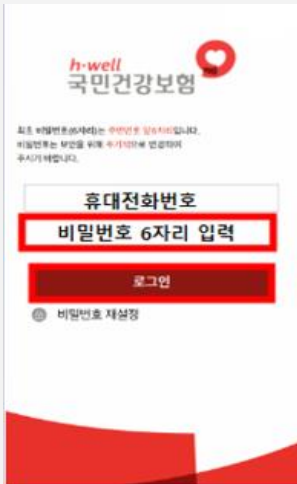 h·well
국민건강보험
최초 비밀번호(6자리)는 주민번호 앞6자리입니다.
비밀번호는 보안을 위해 주기적으로 변경하여
주시기 바랍니다.
휴대전화번호
비밀번호 6자리 입력
로그인
비밀번호 재설정